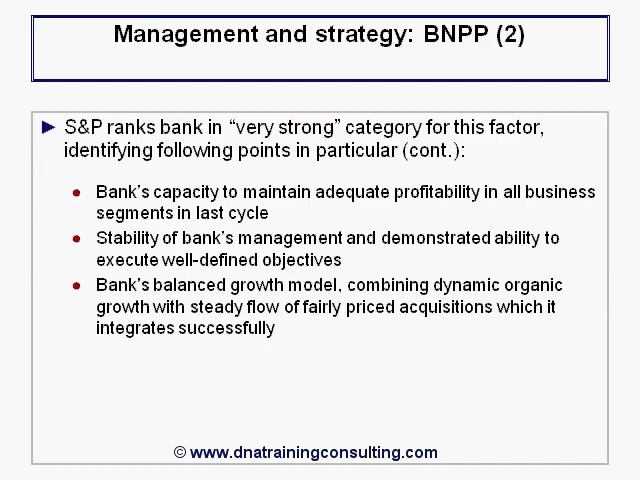 Management and strategy: BNPP (2)
► S&P ranks bank in “very strong” category for this factor,
identifying following points in particular (cont.):
● Bank’s capacity to maintain adequate profitability in all business
segments in last cycle
● Stability of bank’s management and demonstrated ability to
execute well-defined objectives
● Bank’s balanced growth model, combining dynamic organic
growth with steady flow of fairly priced acquisitions which it
integrates successfully
© www.dnatrainingconsulting.com